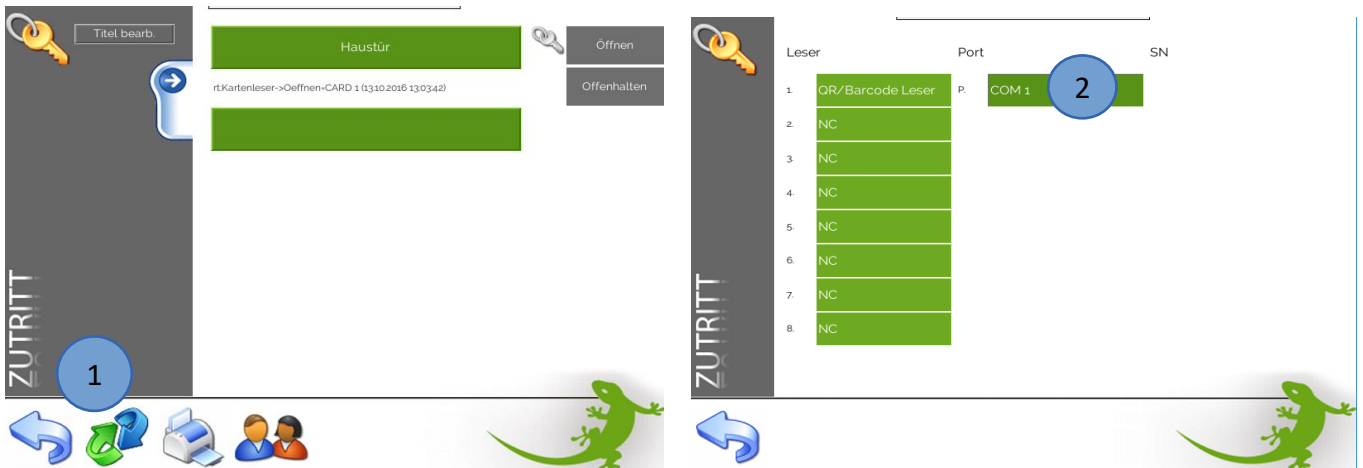 Titel bearb.
Haustür
Öffnen
rt:Kartenleser->Oeffnen=CARD 1 (13.10.2016 13:03:42)
Offenhalten
ZUTRITT
1
Leser Port SN
1. QR/Barcode Leser P. COM 1 2
2. NC
3. NC
4. NC
5. NC
6. NC
7. NC
8. NC
ZUTRITT